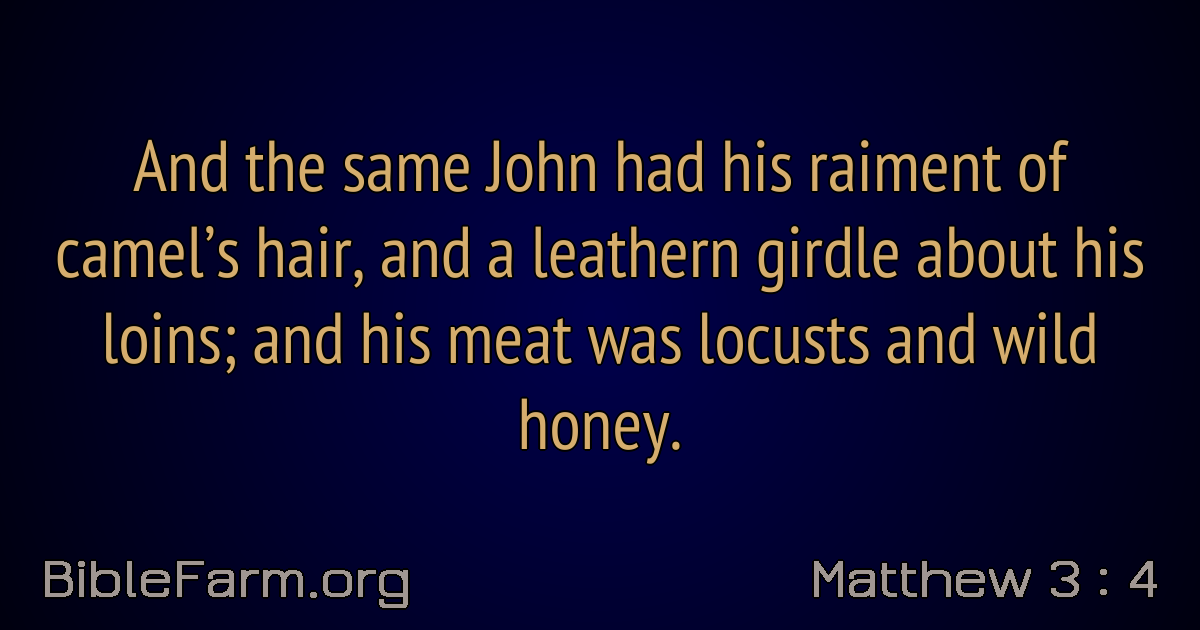 And the same John had his raiment of
camel’s hair, and a leathern girdle about his
loins; and his meat was locusts and wild
honey.
BibleFarm.org
Matthew 3 : 4